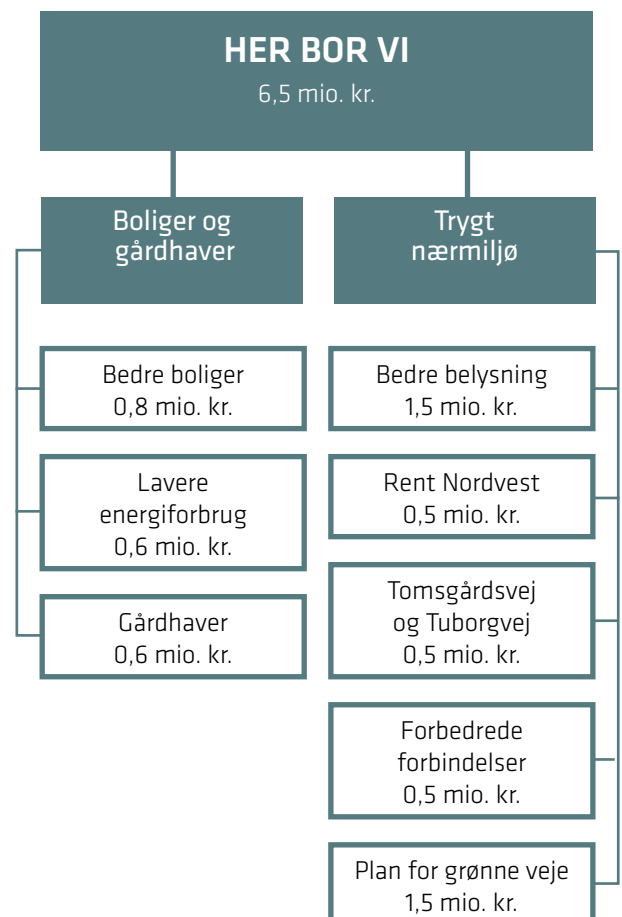 HER BOR VI
6,5 mio. kr.
Boliger og
gårdhaver
Bedre boliger
0,8 mio. kr.
Lavere
energiforbrug
0,6 mio. kr.
Gårdhaver
0,6 mio. kr.
Trygt
nærmiljø
Bedre belysning
1,5 mio. kr.
Rent Nordvest
0,5 mio. kr.
Tomsgårdsvej
og Tuborgvej
0,5 mio. kr.
Forbedrede
forbindelser
0,5 mio. kr.
Plan for grønne veje
1,5 mio. kr.